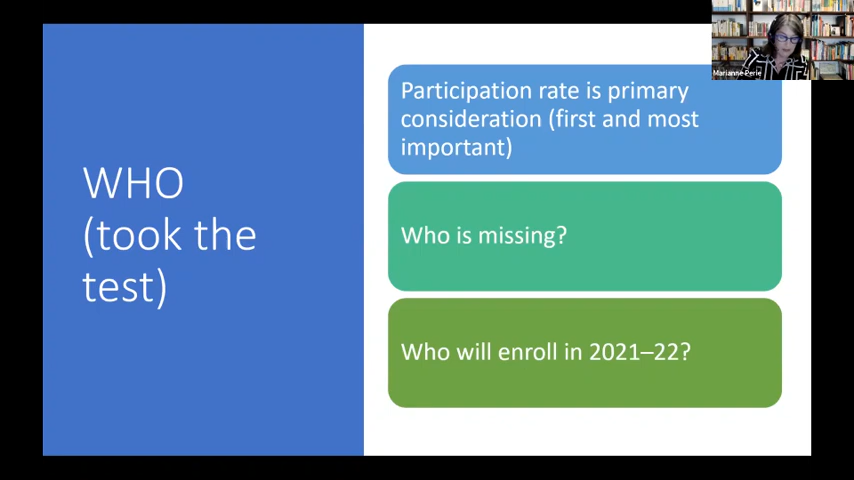 WHO
(took the
test)
Participation rate is primary
consideration (first and most
important)
Who is missing?
Who will enroll in 2021–22?
Marianne Perie